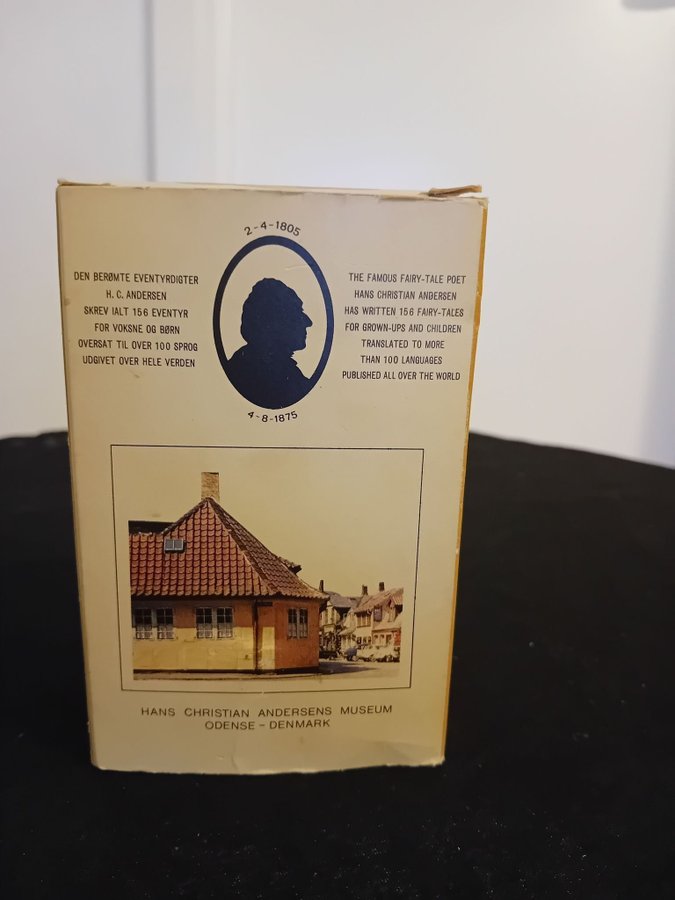 2-4-1805
DEN BERØMTE EVENTYRDIGTER
H. C. ANDERSEN
SKREV IALT 156 EVENTYR
FOR VOKSNE OG BØRN
OVERSAT TIL OVER 100 SPROG
UDGIVET OVER HELE VERDEN
THE FAMOUS FAIRY-TALE POET
HANS CHRISTIAN ANDERSEN
HAS WRITTEN 156 FAIRY-TALES
FOR GROWN-UPS AND CHILDREN
TRANSLATED TO MORE
THAN 100 LANGUAGES
PUBLISHED ALL OVER THE WORLD
4-8-1875
HANS CHRISTIAN ANDERSENS MUSEUM
ODENSE - DENMARK